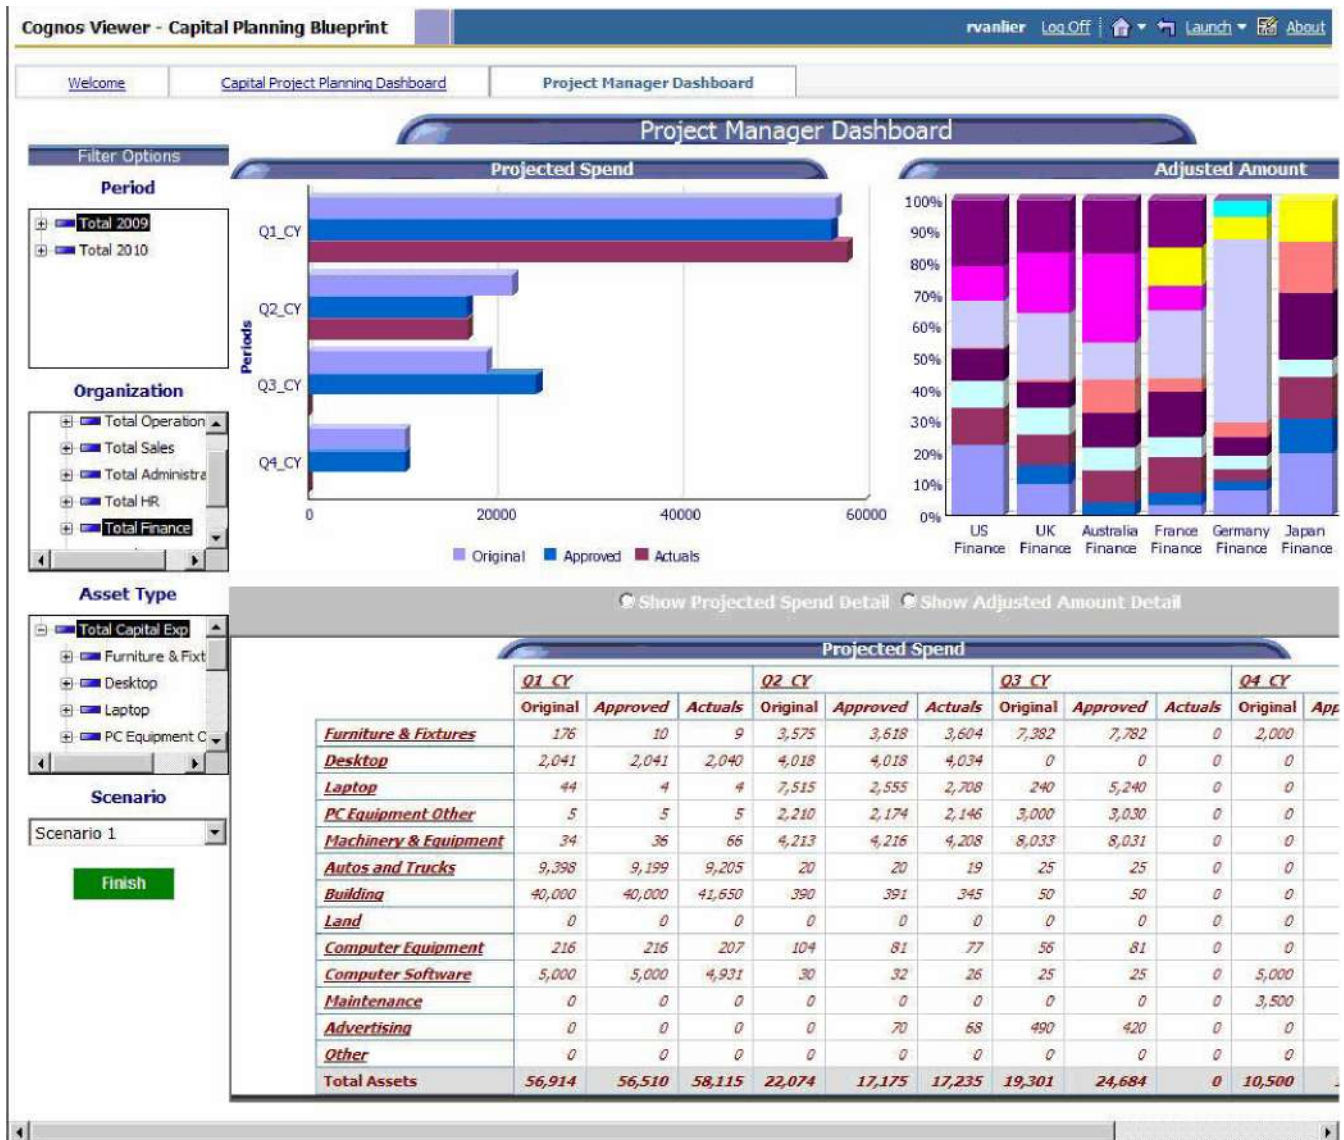 Cognos Viewer - Capital Planning Blueprint
rvanlier Log Off Launch About
Welcome Capital Project Planning Dashboard Project Manager Dashboard
Project Manager Dashboard
Filter Options
Period
Total 2009
Total 2010
Organization
Total Operation
Total Sales
Total Administra
Total HR
Total Finance
Asset Type
Total Capital Exp
Furniture & Fixt
Desktop
Laptop
PC Equipment O
Scenario
Scenario 1
Finish
Projected Spend
Periods
Q1_CY
Q2_CY
Q3_CY
Q4_CY
0 20000 40000 60000
Original Approved Actuals
Adjusted Amount
100%
90%
80%
70%
60%
50%
40%
30%
20%
10%
0%
US Finance
UK Finance
Australia Finance
France Finance
Germany Finance
Japan Finance
Show Projected Spend Detail Show Adjusted Amount Detail
Projected Spend
Q1_CY Q2_CY Q3_CY Q4_CY
Original Approved Actuals Original Approved Actuals Original Approved Actuals Original App
Furniture & Fixtures 176 10 9 3,575 3,618 3,604 7,382 7,782 0 2,000
Desktop 2,041 2,041 2,040 4,018 4,018 4,034 0 0 0 0
Laptop 44 4 4 7,515 2,555 2,708 240 5,240 0 0
PC Equipment Other 5 5 5 2,210 2,174 2,146 3,000 3,030 0 0
Machinery & Equipment 34 36 66 4,213 4,216 4,208 8,033 8,031 0 0
Autos and Trucks 9,398 9,199 9,205 20 20 19 25 25 0 0
Building 40,000 40,000 41,650 390 391 345 50 50 0 0
Land 0 0 0 0 0 0 0 0 0 0
Computer Equipment 216 216 207 104 81 77 56 81 0 0
Computer Software 5,000 5,000 4,931 30 32 26 25 25 0 5,000
Maintenance 0 0 0 0 0 0 0 0 0 3,500
Advertising 0 0 0 0 70 68 490 420 0 0
Other 0 0 0 0 0 0 0 0 0 0
Total Assets 56,914 56,510 58,115 22,074 17,175 17,235 19,301 24,684 0 10,500